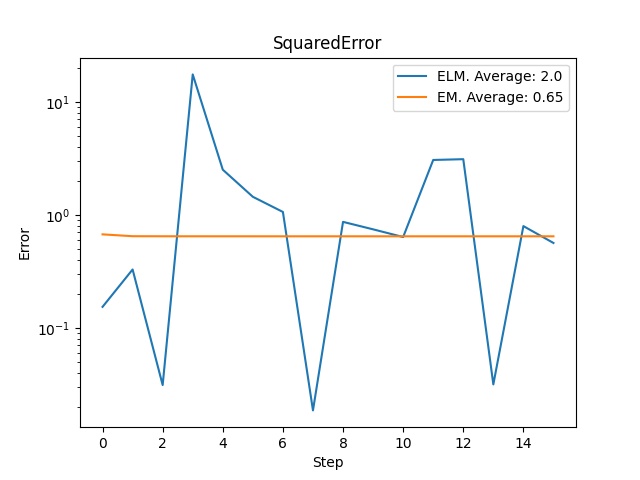 SquaredError
ELM. Average: 2.0
EM. Average: 0.65
Error
10¹
10⁰
10⁻¹
0 2 4 6 8 10 12 14
Step